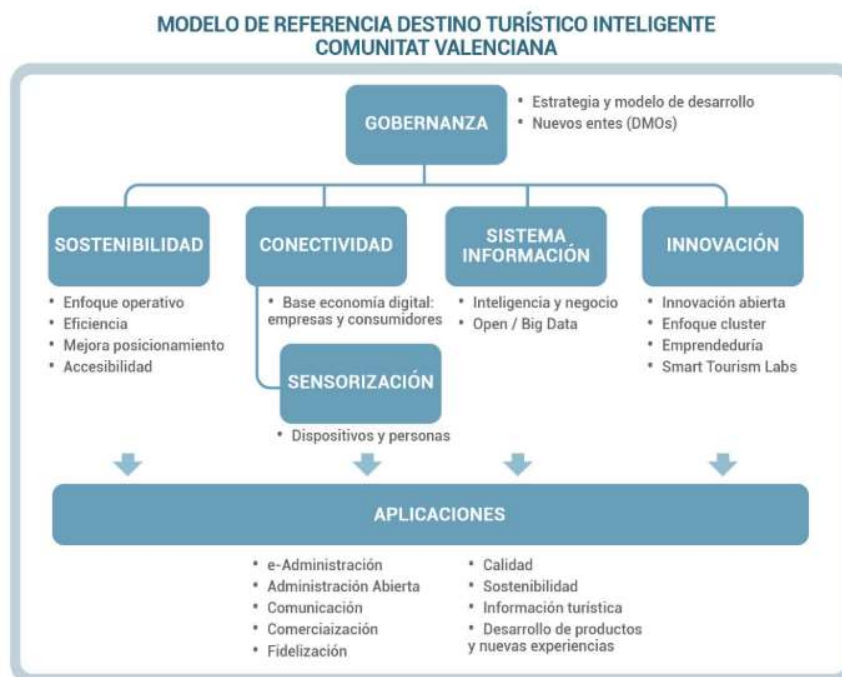 MODELO DE REFERENCIA DESTINO TURÍSTICO INTELIGENTE
COMUNITAT VALENCIANA
GOBERNANZA
• Estrategia y modelo de desarrollo
• Nuevos entes (DMOs)
SOSTENIBILIDAD
• Enfoque operativo
• Eficiencia
• Mejora posicionamiento
• Accesibilidad
CONECTIVIDAD
• Base economía digital:
empresas y consumidores
SENSORIZACIÓN
• Dispositivos y personas
SISTEMA
INFORMACIÓN
• Inteligencia y negocio
• Open / Big Data
INNOVACIÓN
• Innovación abierta
• Enfoque cluster
• Emprendeduría
• Smart Tourism Labs
APLICACIONES
• e-Administración
• Administración Abierta
• Comunicación
• Comerciaización
• Fidelización
• Calidad
• Sostenibilidad
• Información turística
• Desarrollo de productos
y nuevas experiencias